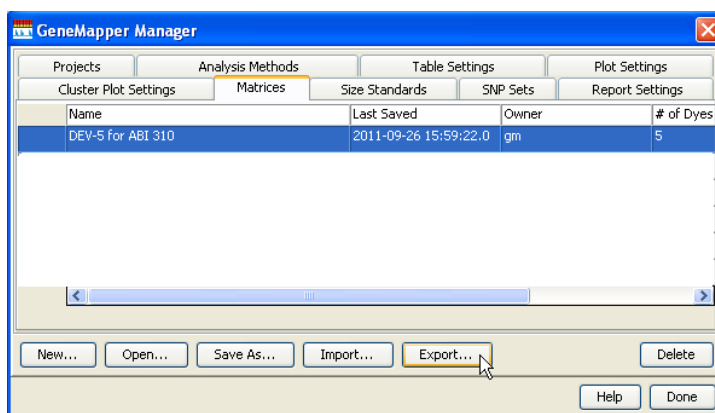 GeneMapper Manager
Projects Analysis Methods Table Settings Plot Settings
Cluster Plot Settings Matrices Size Standards SNP Sets Report Settings
Name Last Saved Owner # of Dyes
DEV-5 for ABI 310 2011-09-26 15:59:22.0 gm 5
New... Open... Save As... Import... Export... Delete
Help Done